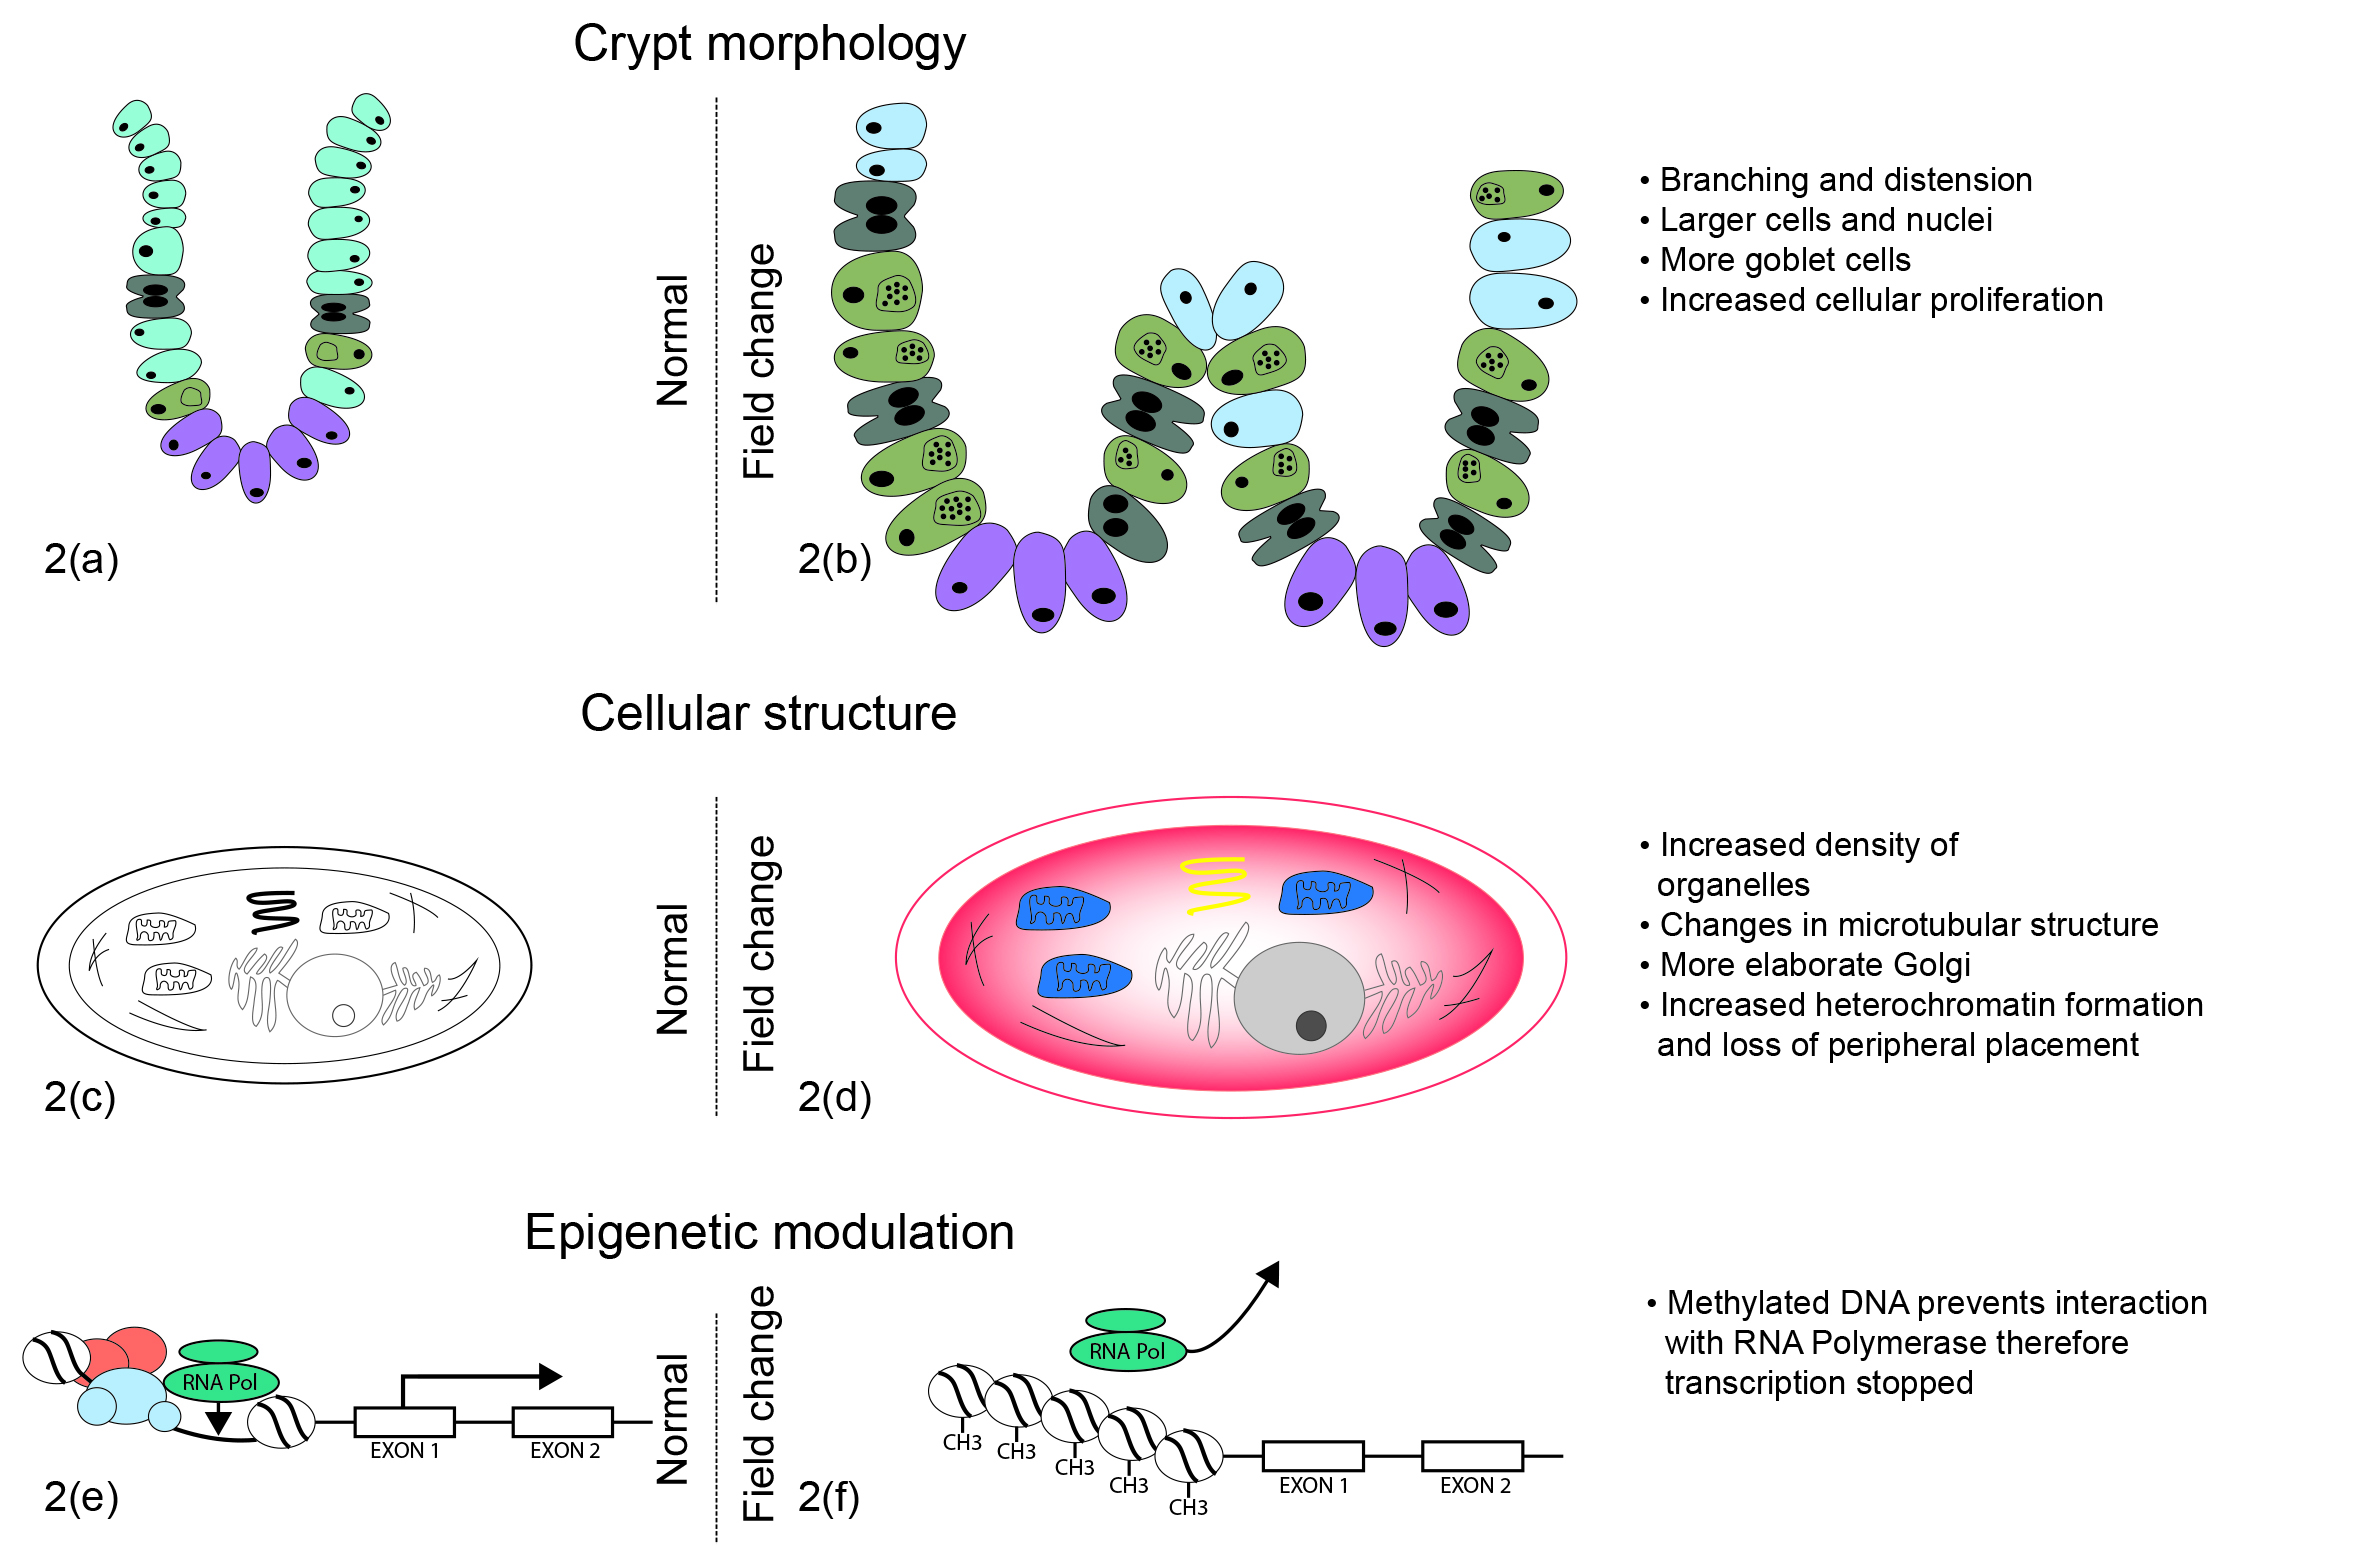 Crypt morphology
Normal
Field change
• Branching and distension
• Larger cells and nuclei
• More goblet cells
• Increased cellular proliferation
2(a)
2(b)
Cellular structure
Normal
Field change
• Increased density of
organelles
• Changes in microtubular structure
• More elaborate Golgi
• Increased heterochromatin formation
and loss of peripheral placement
2(c)
2(d)
Epigenetic modulation
RNA Pol
EXON 1
EXON 2
Normal
Field change
RNA Pol
CH3
CH3
CH3
CH3
CH3
EXON 1
EXON 2
• Methylated DNA prevents interaction
with RNA Polymerase therefore
transcription stopped
2(e)
2(f)